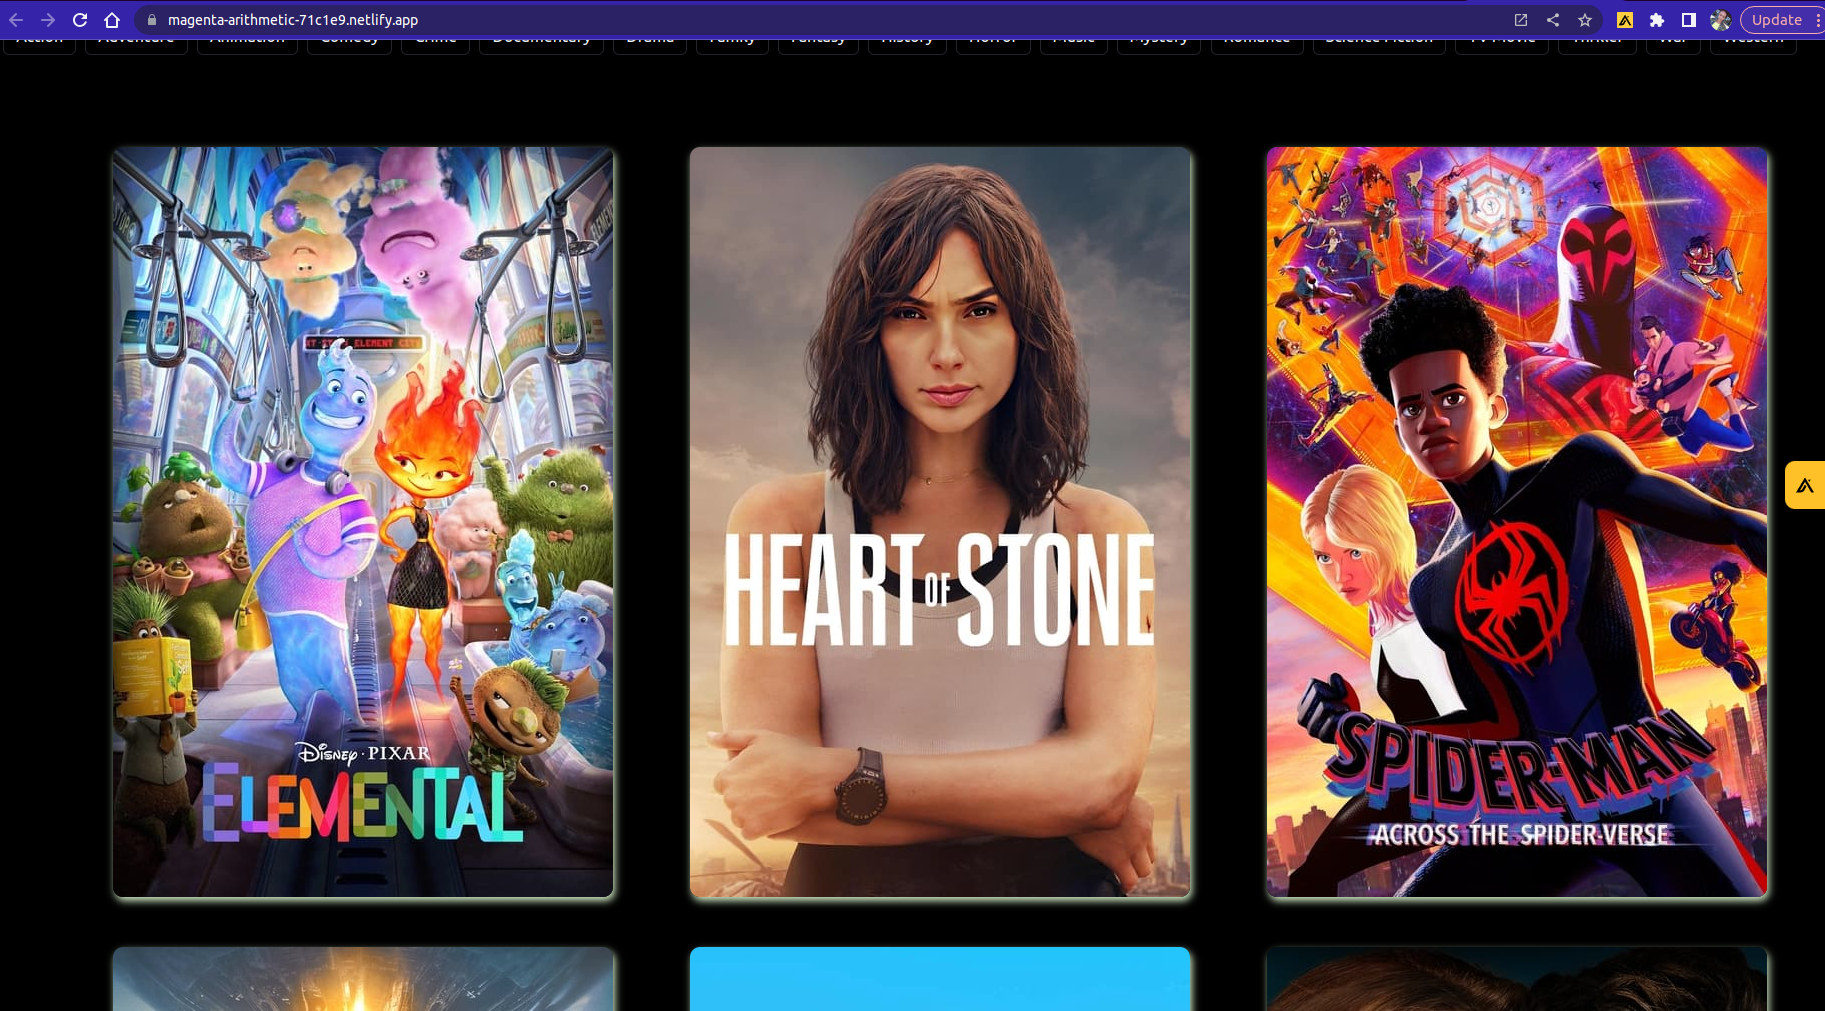 magenta-arithmetic-71c1e9.netlify.app
Update
Action Adventure Animation Comedy Crime Documentary Drama Family Fantasy History Horror Music Mystery Romance Science Fiction TV Movie Thriller War Western
ELEMENT CITY
Disney · PIXAR
ELEMENTAL
HEART OF STONE
SPIDER-MAN
ACROSS THE SPIDER-VERSE